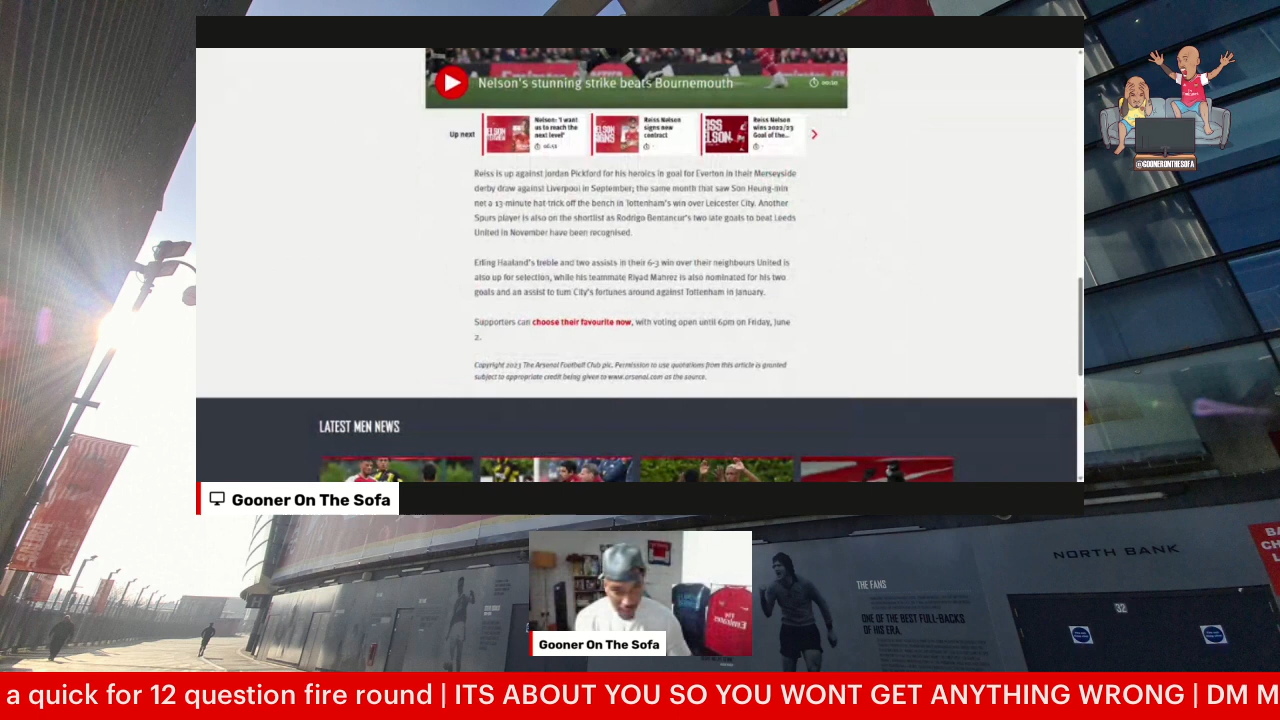 Nelson's stunning strike beats Bournemouth
Up next
Nelson: 'I want us to reach the next level'
Reiss Nelson signs new contract
Reiss Nelson wins 2022/23 Goal of the...
Reiss is up against Jordan Pickford for his heroics in goal for Everton in their Merseyside
derby draw against Liverpool in September; the same month that saw Son Heung-min
net a 13-minute hat-trick off the bench in Tottenham's win over Leicester City. Another
Spurs player is also on the shortlist as Rodrigo Bentancur's two late goals to beat Leeds
United in November have been recognised.
Erling Haaland's treble and two assists in their 6-3 win over their neighbours United is
also up for selection, while his teammate Riyad Mahrez is also nominated for his two
goals and an assist to turn City's fortunes around against Tottenham in January.
Supporters can choose their favourite now, with voting open until 6pm on Friday, June
2.
Copyright 2023 The Arsenal Football Club plc. Permission to use quotations from this article is granted
subject to appropriate credit being given to www.arsenal.com as the source.
LATEST MEN NEWS
@GOONERONTHESOFA
Gooner On The Sofa
Gooner On The Sofa
NORTH BANK
THE FANS
ONE OF THE BEST FULL-BACKS
OF HIS ERA.
32
a quick for 12 question fire round | ITS ABOUT YOU SO YOU WONT GET ANYTHING WRONG | DM M